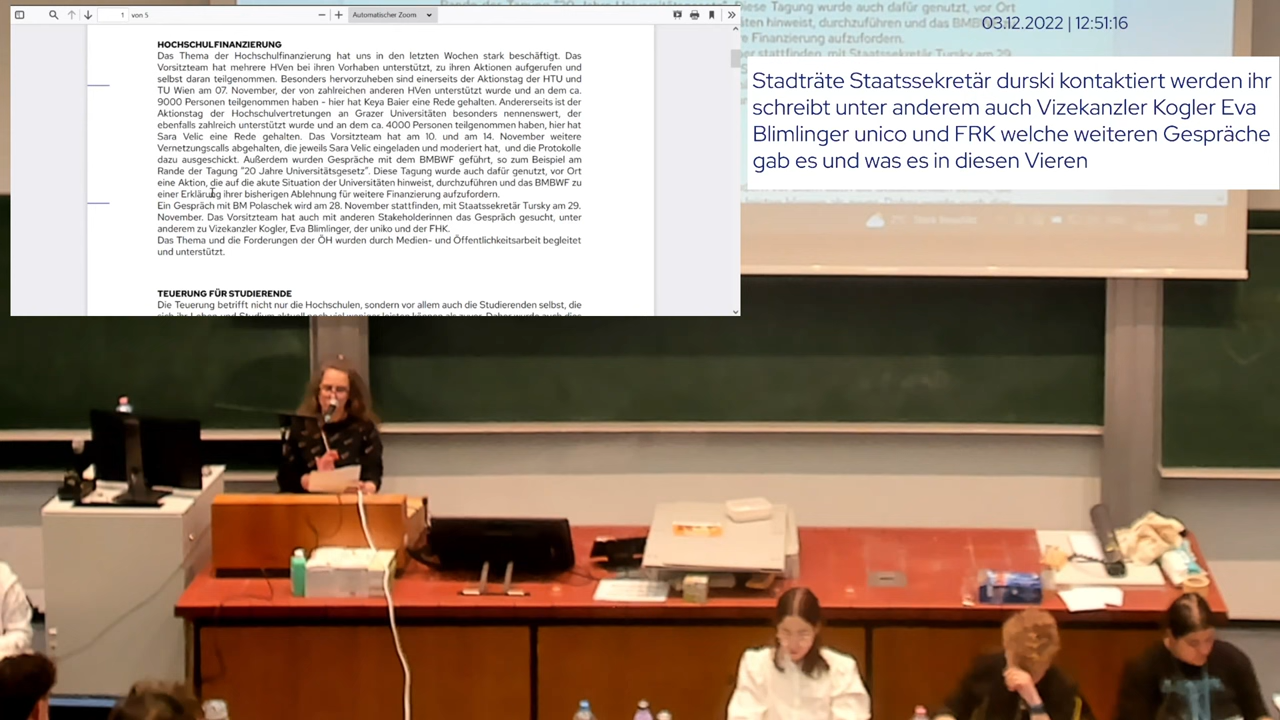 1 von 5
Automatischer Zoom
HOCHSCHULFINANZIERUNG
Das Thema der Hochschulfinanzierung hat uns in den letzten Wochen stark beschäftigt. Das
Vorsitzteam hat mehrere HVen bei ihren Vorhaben unterstützt, zu ihren Aktionen aufgerufen und
selbst daran teilgenommen. Besonders hervorzuheben sind einerseits der Aktionstag der HTU und
TU Wien am 07. November, der von zahlreichen anderen HVen unterstützt wurde und an dem ca.
9000 Personen teilgenommen haben - hier hat Keya Baier eine Rede gehalten. Andererseits ist der
Aktionstag der Hochschulvertretungen an Grazer Universitäten besonders nennenswert, der
ebenfalls zahlreich unterstützt wurde und an dem ca. 4000 Personen teilgenommen haben, hier hat
Sara Velic eine Rede gehalten. Das Vorsitzteam hat am 10. und am 14. November weitere
Vernetzungscalls abgehalten, die jeweils Sara Velic eingeladen und moderiert hat, und die Protokolle
dazu ausgeschickt. Außerdem wurden Gespräche mit dem BMBWF geführt, so zum Beispiel am
Rande der Tagung "20 Jahre Universitätsgesetz". Diese Tagung wurde auch dafür genutzt, vor Ort
eine Aktion, die auf die akute Situation der Universitäten hinweist, durchzuführen und das BMBWF zu
einer Erklärung ihrer bisherigen Ablehnung für weitere Finanzierung aufzufordern.
Ein Gespräch mit BM Polaschek wird am 28. November stattfinden, mit Staatssekretär Tursky am 29.
November. Das Vorsitzteam hat auch mit anderen Stakeholderinnen das Gespräch gesucht, unter
anderem zu Vizekanzler Kogler, Eva Blimlinger, der uniko und der FHK.
Das Thema und die Forderungen der ÖH wurden durch Medien- und Öffentlichkeitsarbeit begleitet
und unterstützt.
TEUERUNG FÜR STUDIERENDE
Die Teuerung betrifft nicht nur die Hochschulen, sondern vor allem auch die Studierenden selbst, die
03.12.2022 | 12:51:16
Stadträte Staatssekretär durski kontaktiert werden ihr
schreibt unter anderem auch Vizekanzler Kogler Eva
Blimlinger unico und FRK welche weiteren Gespräche
gab es und was es in diesen Vieren